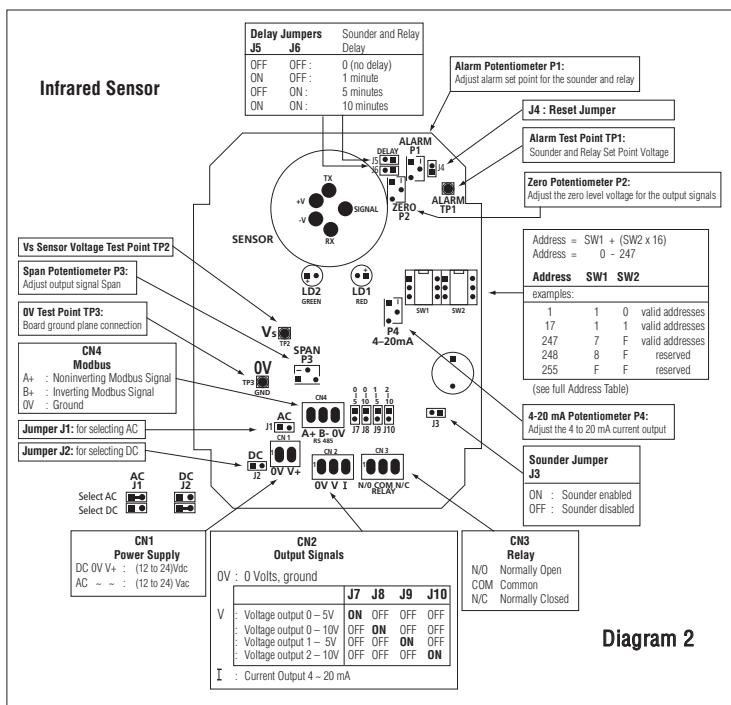 Infrared Sensor
Delay Jumpers Sounder and Relay
J5 J6 Delay
OFF OFF : 0 (no delay)
ON OFF : 1 minute
OFF ON : 5 minutes
ON ON : 10 minutes
Alarm Potentiometer P1:
Adjust alarm set point for the sounder and relay
J4 : Reset Jumper
Alarm Test Point TP1:
Sounder and Relay Set Point Voltage
Zero Potentiometer P2:
Adjust the zero level voltage for the output signals
ALARM
P1
DELAY
J5
J6
J4
ALARM
TP1
ZERO
P2
TX
+V
SIGNAL
-V
RX
SENSOR
LD2
GREEN
LD1
RED
SW1 SW2
P4
4–20mA
Address = SW1 + (SW2 x 16)
Address = 0 - 247
Address SW1 SW2
examples:
1 1 0 valid addresses
17 1 1 valid addresses
247 7 F valid addresses
248 8 F reserved
255 F F reserved
(see full Address Table)
Vs Sensor Voltage Test Point TP2
Span Potentiometer P3:
Adjust output signal Span
0V Test Point TP3:
Board ground plane connection
Vs
TP2
SPAN
P3
0V
TP3
GND
CN4
Modbus
A+ : Noninverting Modbus Signal
B+ : Inverting Modbus Signal
0V : Ground
Jumper J1: for selecting AC
Jumper J2: for selecting DC
AC
J1
DC
J2
CN4
A+ B- 0V
RS 485
0 0 1 2
5 10 5 10
J7 J8 J9 J10
J3
CN 1
1
0V V+
CN 2
1
0V V I
CN 3
1
N/0 COM N/C
RELAY
4-20 mA Potentiometer P4:
Adjust the 4 to 20 mA current output
Sounder Jumper
J3
ON : Sounder enabled
OFF : Sounder disabled
AC DC
J1 J2
Select AC
Select DC
CN1
Power Supply
DC 0V V+ : (12 to 24)Vdc
AC ~ ~ : (12 to 24) Vac
CN2
Output Signals
0V : 0 Volts, ground
J7 J8 J9 J10
V : Voltage output 0 – 5V ON OFF OFF OFF
: Voltage output 0 – 10V OFF ON OFF OFF
: Voltage output 1 – 5V OFF OFF ON OFF
: Voltage output 2 – 10V OFF OFF OFF ON
I : Current Output 4 ~ 20 mA
CN3
Relay
N/O Normally Open
COM Common
N/C Normally Closed
Diagram 2